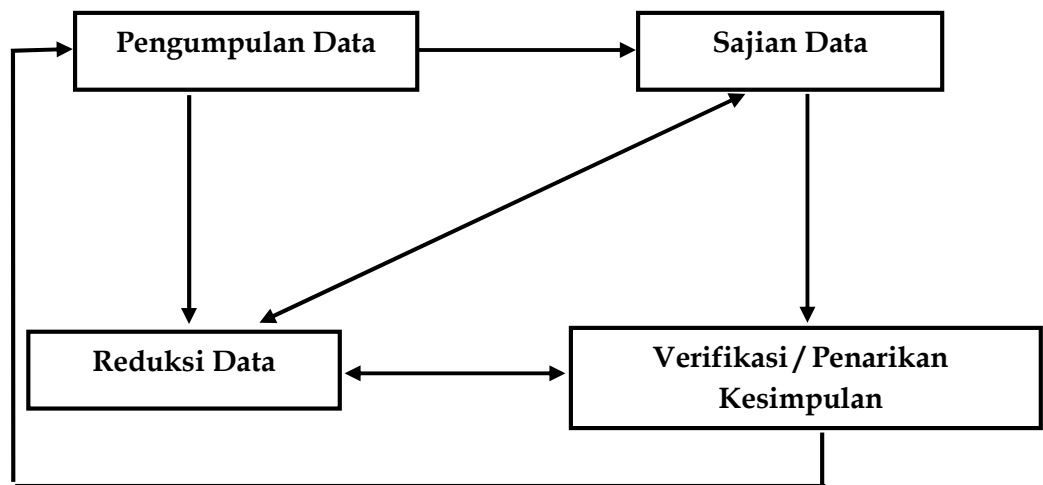 Pengumpulan Data
Sajian Data
Reduksi Data
Verifikasi / Penarikan
Kesimpulan